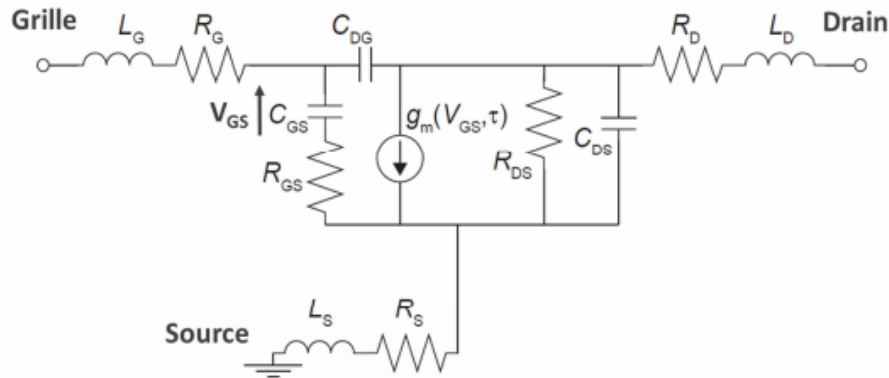 Grille
L_G
R_G
C_DG
R_D
L_D
Drain
V_GS
C_GS
g_m(V_GS,τ)
R_GS
R_DS
C_DS
Source
L_S
R_S